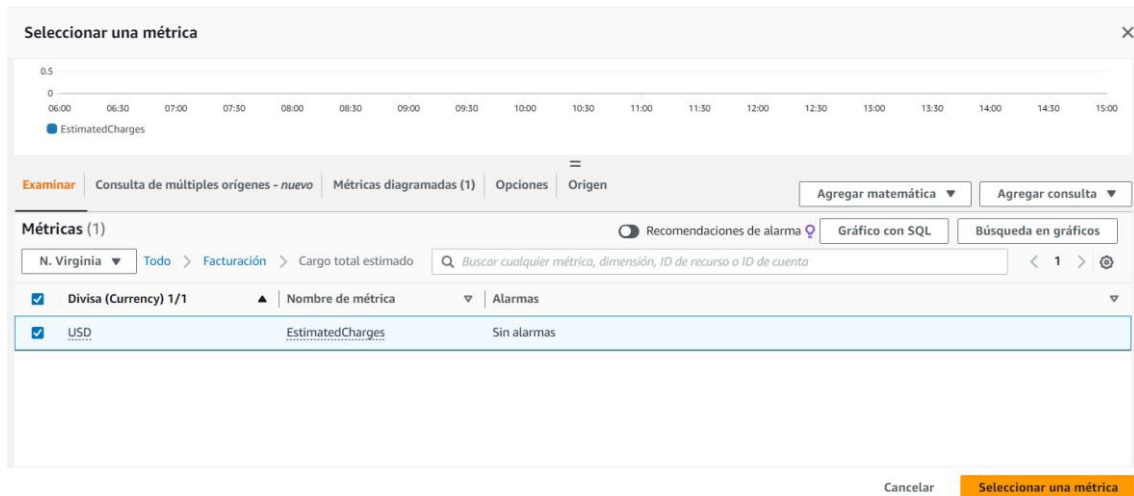 Seleccionar una métrica
0.5
0
06:00 06:30 07:00 07:30 08:00 08:30 09:00 09:30 10:00 10:30 11:00 11:30 12:00 12:30 13:00 13:30 14:00 14:30 15:00
EstimatedCharges
Examinar Consulta de múltiples orígenes - nuevo Métricas diagramadas (1) Opciones Origen Agregar matemática Agregar consulta
Métricas (1) Recomendaciones de alarma Gráfico con SQL Búsqueda en gráficos
N. Virginia Todo > Facturación > Cargo total estimado Buscar cualquier métrica, dimensión, ID de recurso o ID de cuenta < 1 >
Divisa (Currency) 1/1 Nombre de métrica Alarmas
USD EstimatedCharges Sin alarmas
Cancelar Seleccionar una métrica